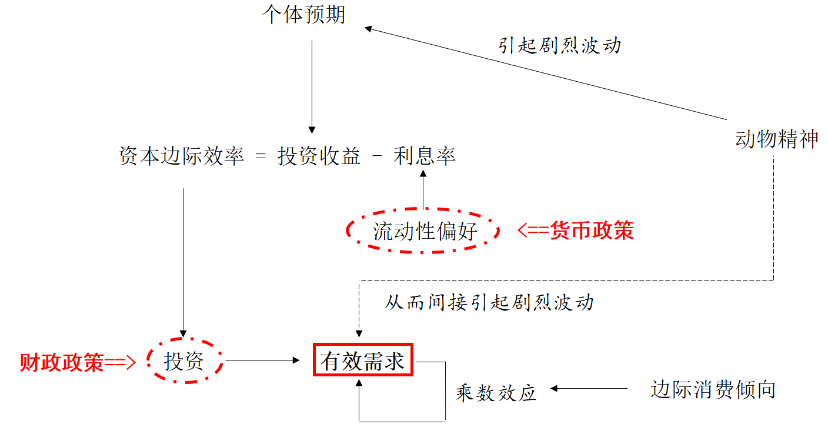 个体预期
引起剧烈波动
动物精神
资本边际效率 = 投资收益 - 利息率
流动性偏好 <==货币政策
从而间接引起剧烈波动
财政政策==> 投资 有效需求
乘数效应 边际消费倾向